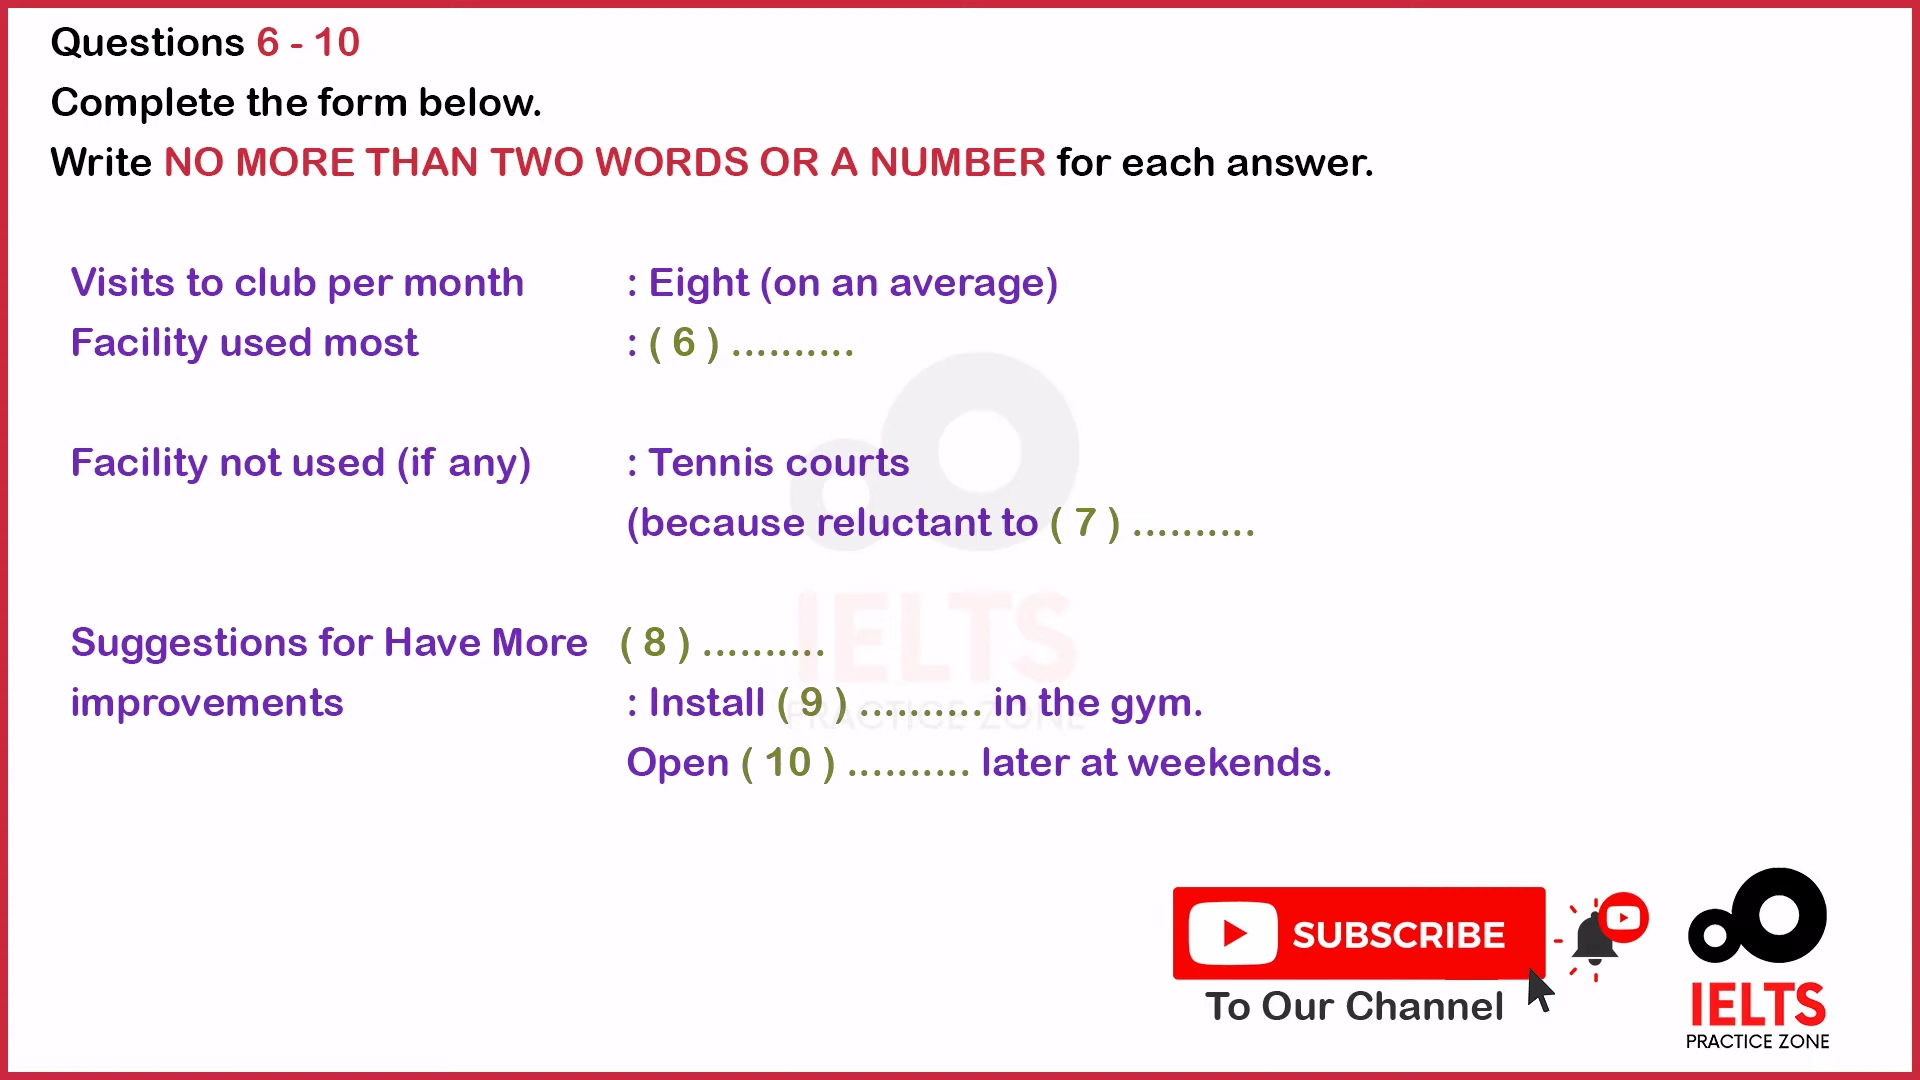 Questions 6 - 10
Complete the form below.
Write NO MORE THAN TWO WORDS OR A NUMBER for each answer.
Visits to club per month : Eight (on an average)
Facility used most : ( 6 ) ..........
Facility not used (if any) : Tennis courts
(because reluctant to ( 7 ) ..........
Suggestions for Have More ( 8 ) ..........
improvements : Install ( 9 ) .......... in the gym.
Open ( 10 ) .......... later at weekends.
IELTS
PRACTICE ZONE
SUBSCRIBE
To Our Channel
IELTS
PRACTICE ZONE